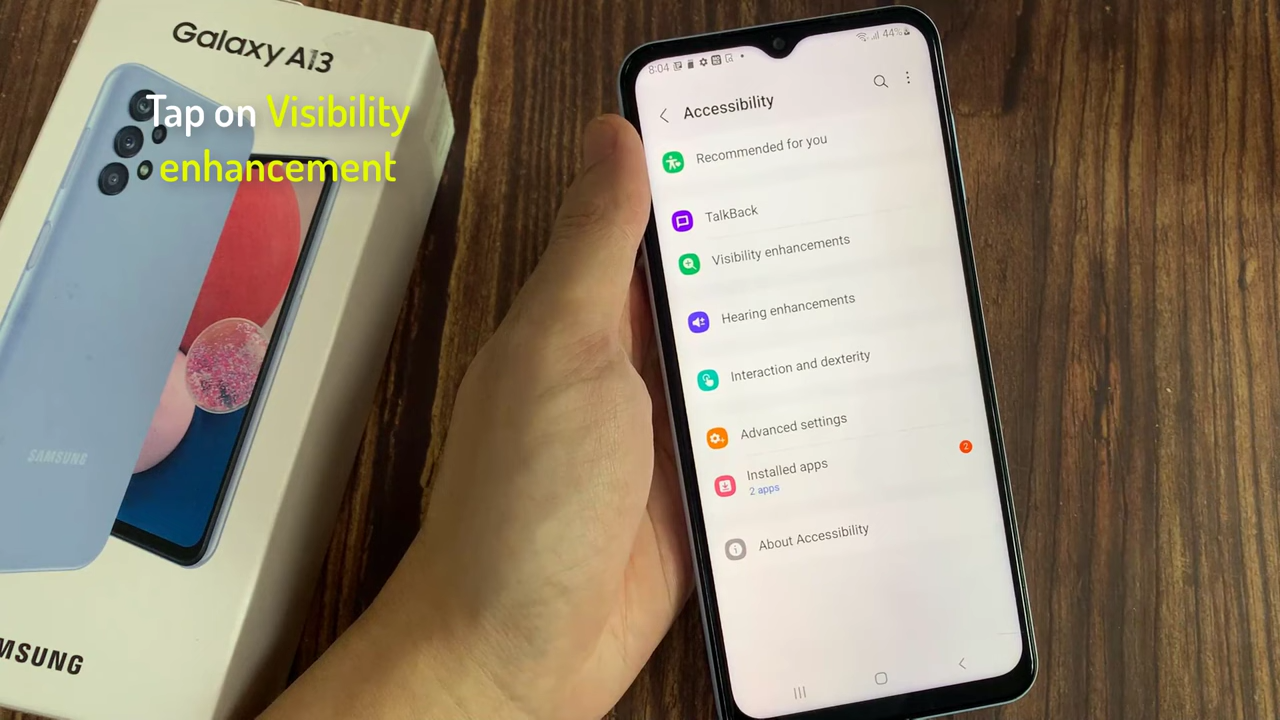 Galaxy A13
Tap on Visibility
enhancement
SAMSUNG
MSUNG
8:04
44%
Accessibility
Recommended for you
TalkBack
Visibility enhancements
Hearing enhancements
Interaction and dexterity
Advanced settings
Installed apps
2 apps
2
About Accessibility